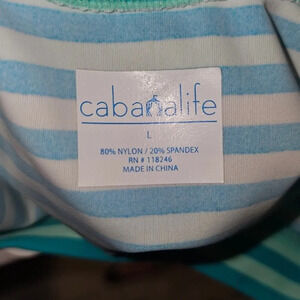 cabanalife
L
80% NYLON / 20% SPANDEX
RN # 118246
MADE IN CHINA